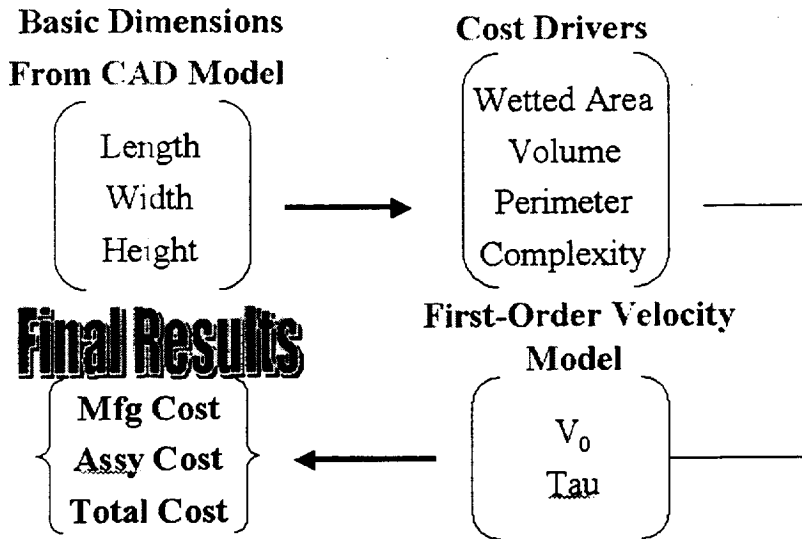 Basic Dimensions
From CAD Model
Length
Width
Height
Cost Drivers
Wetted Area
Volume
Perimeter
Complexity
First-Order Velocity
Model
V₀
Tau
Final Results
Mfg Cost
Assy Cost
Total Cost